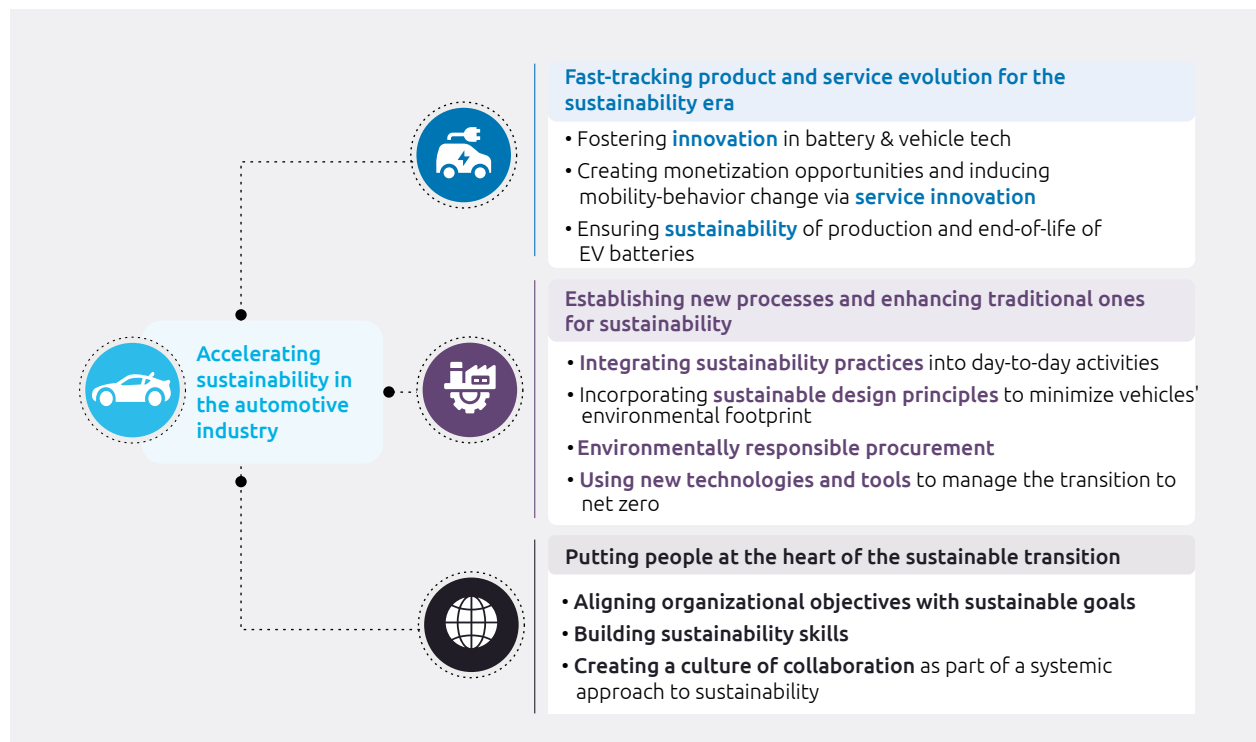 Fast-tracking product and service evolution for the
sustainability era
• Fostering innovation in battery & vehicle tech
• Creating monetization opportunities and inducing
mobility-behavior change via service innovation
• Ensuring sustainability of production and end-of-life of
EV batteries
Accelerating
sustainability in
the automotive
industry
Establishing new processes and enhancing traditional ones
for sustainability
• Integrating sustainability practices into day-to-day activities
• Incorporating sustainable design principles to minimize vehicles'
environmental footprint
• Environmentally responsible procurement
• Using new technologies and tools to manage the transition to
net zero
Putting people at the heart of the sustainable transition
• Aligning organizational objectives with sustainable goals
• Building sustainability skills
• Creating a culture of collaboration as part of a systemic
approach to sustainability